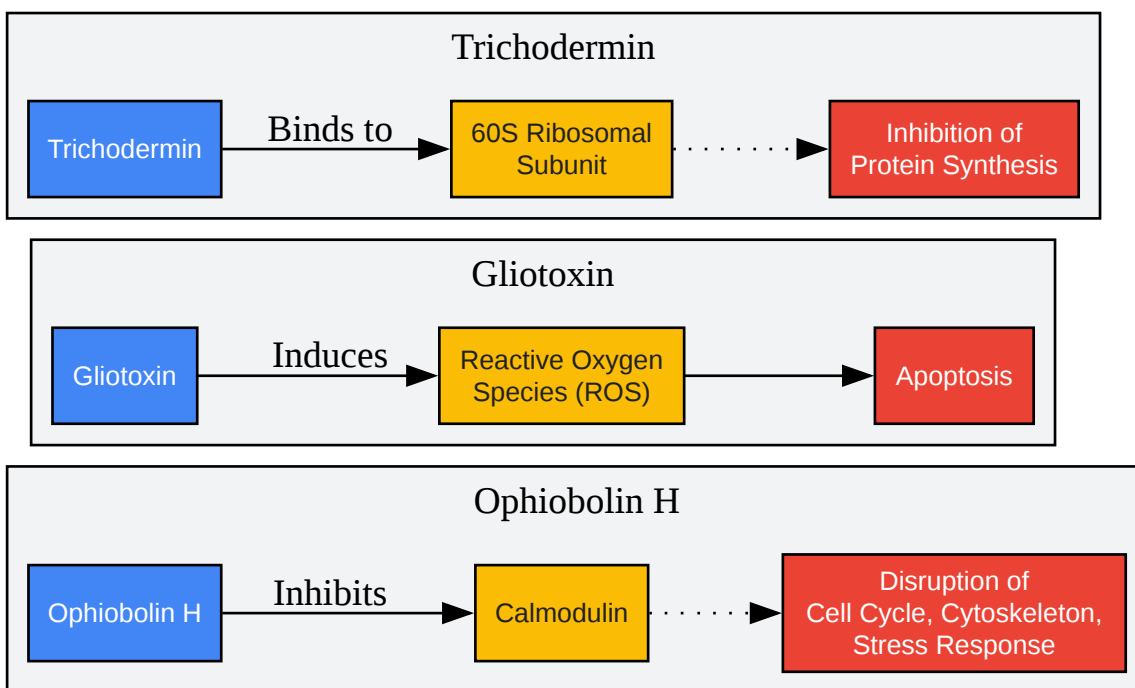 Trichodermin
Trichodermin
Binds to
60S Ribosomal
Subunit
Inhibition of
Protein Synthesis
Gliotoxin
Gliotoxin
Induces
Reactive Oxygen
Species (ROS)
Apoptosis
Ophiobolin H
Ophiobolin H
Inhibits
Calmodulin
Disruption of
Cell Cycle, Cytoskeleton,
Stress Response